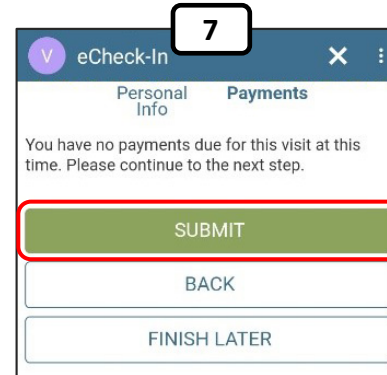 7
V eCheck-In
Personal Info
Payments
You have no payments due for this visit at this
time. Please continue to the next step.
SUBMIT
BACK
FINISH LATER